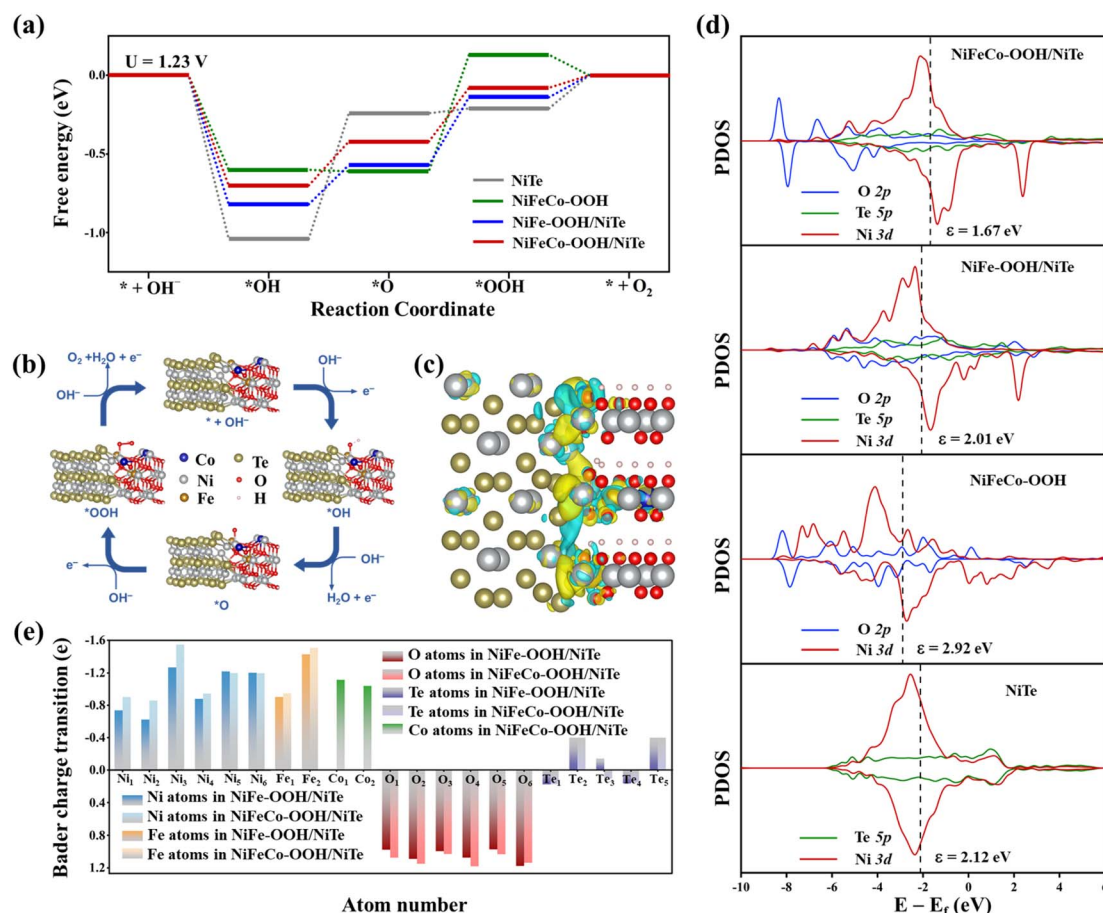 (a)
U = 1.23 V
Free energy (eV)
0.0
-0.5
-1.0
NiTe
NiFeCo-OOH
NiFe-OOH/NiTe
NiFeCo-OOH/NiTe
* + OH⁻
*OH
*O
*OOH
* + O₂
Reaction Coordinate
(b)
O₂ +H₂O + e⁻
OH⁻
* + OH⁻
OH⁻
e⁻
Co
Te
Ni
O
Fe
H
*OOH
*OH
e⁻
OH⁻
*O
OH⁻
H₂O + e⁻
(c)
(d)
PDOS
NiFeCo-OOH/NiTe
O 2p
Te 5p
Ni 3d
ε = 1.67 eV
PDOS
NiFe-OOH/NiTe
O 2p
Te 5p
Ni 3d
ε = 2.01 eV
PDOS
NiFeCo-OOH
O 2p
Ni 3d
ε = 2.92 eV
PDOS
NiTe
Te 5p
Ni 3d
ε = 2.12 eV
-10 -8 -6 -4 -2 0 2 4 6
E − E_f (eV)
(e)
Bader charge transition (e)
-1.6
-1.2
-0.8
-0.4
0.0
0.4
0.8
1.2
O atoms in NiFe-OOH/NiTe
O atoms in NiFeCo-OOH/NiTe
Te atoms in NiFe-OOH/NiTe
Te atoms in NiFeCo-OOH/NiTe
Co atoms in NiFeCo-OOH/NiTe
Ni₁ Ni₂ Ni₃ Ni₄ Ni₅ Ni₆ Fe₁ Fe₂ Co₁ Co₂ O₁ O₂ O₃ O₄ O₅ O₆ Te₁ Te₂ Te₃ Te₄ Te₅
Ni atoms in NiFe-OOH/NiTe
Ni atoms in NiFeCo-OOH/NiTe
Fe atoms in NiFe-OOH/NiTe
Fe atoms in NiFeCo-OOH/NiTe
Atom number